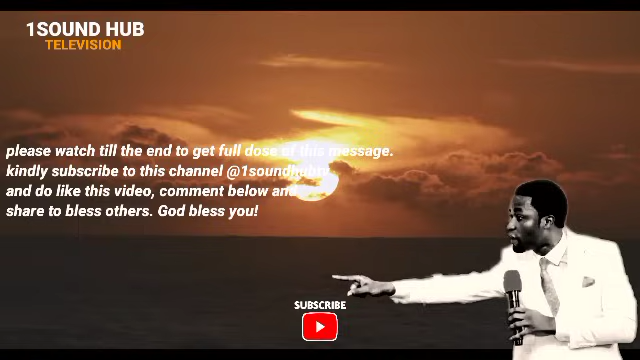 1SOUND HUB
TELEVISION
please watch till the end to get full dose of this message.
kindly subscribe to this channel @1soundhubtv
and do like this video, comment below and
share to bless others. God bless you!
SUBSCRIBE